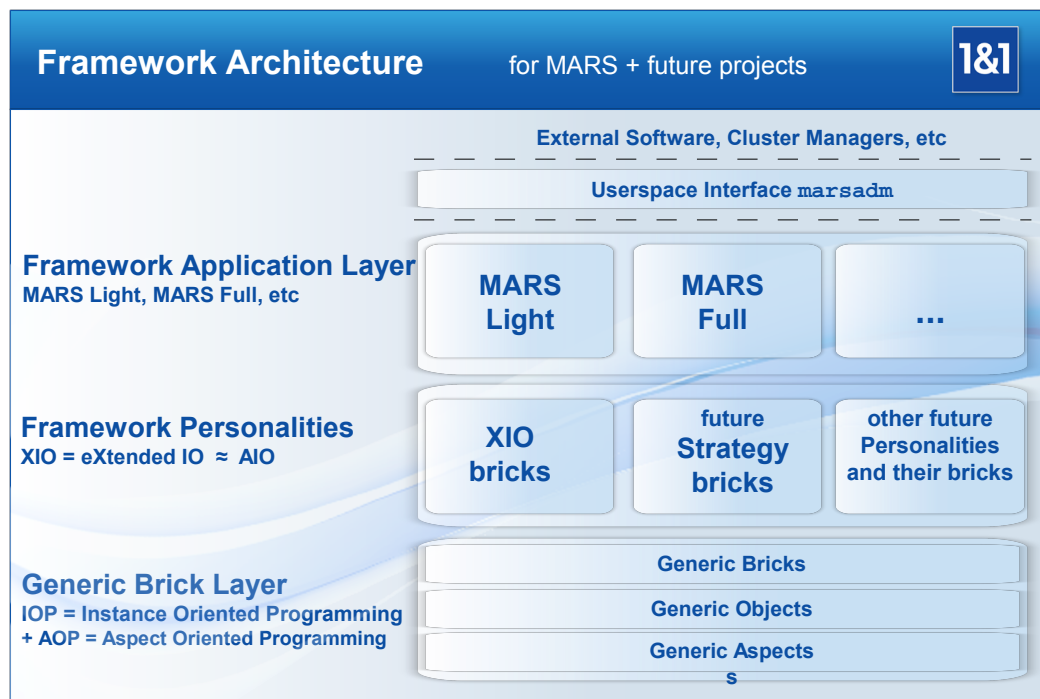 Framework Architecture for MARS + future projects
1&1
External Software, Cluster Managers, etc
Userspace Interface marsadm
Framework Application Layer
MARS Light, MARS Full, etc
MARS
Light
MARS
Full
...
Framework Personalities
XIO = eXtended IO ≈ AIO
XIO
bricks
future
Strategy
bricks
other future
Personalities
and their bricks
Generic Brick Layer
IOP = Instance Oriented Programming
+ AOP = Aspect Oriented Programming
Generic Bricks
Generic Objects
Generic Aspects
s